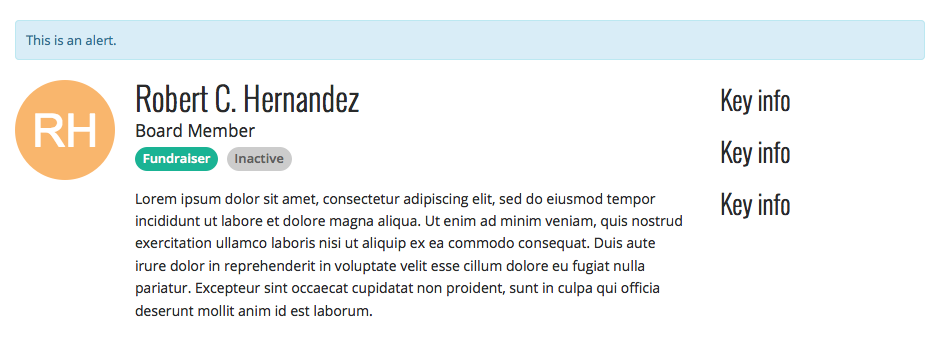 This is an alert.
RH
Robert C. Hernandez
Board Member
Fundraiser Inactive
Lorem ipsum dolor sit amet, consectetur adipiscing elit, sed do eiusmod tempor
incididunt ut labore et dolore magna aliqua. Ut enim ad minim veniam, quis nostrud
exercitation ullamco laboris nisi ut aliquip ex ea commodo consequat. Duis aute
irure dolor in reprehenderit in voluptate velit esse cillum dolore eu fugiat nulla
pariatur. Excepteur sint occaecat cupidatat non proident, sunt in culpa qui officia
deserunt mollit anim id est laborum.
Key info
Key info
Key info